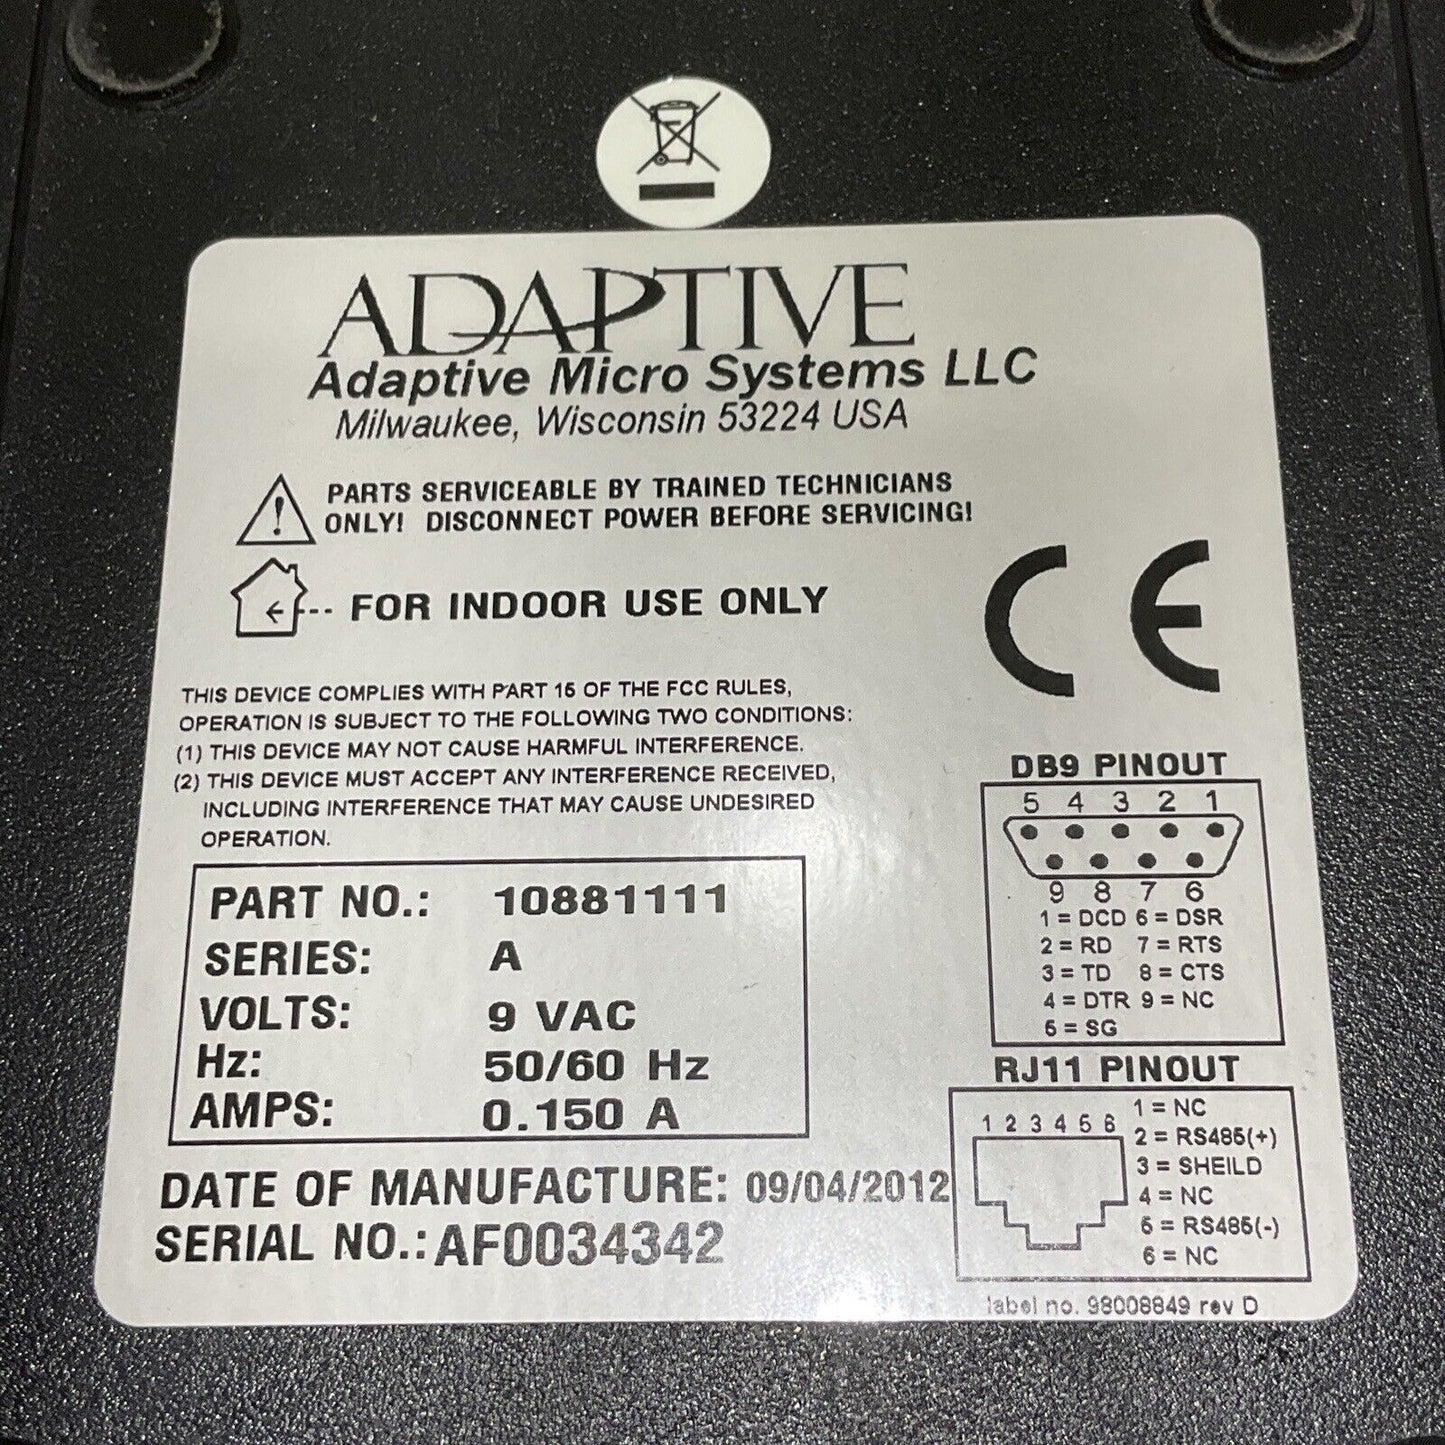 ADAPTIVE
Adaptive Micro Systems LLC
Milwaukee, Wisconsin 53224 USA
PARTS SERVICEABLE BY TRAINED TECHNICIANS
ONLY! DISCONNECT POWER BEFORE SERVICING!
FOR INDOOR USE ONLY
CE
THIS DEVICE COMPLIES WITH PART 15 OF THE FCC RULES,
OPERATION IS SUBJECT TO THE FOLLOWING TWO CONDITIONS:
(1) THIS DEVICE MAY NOT CAUSE HARMFUL INTERFERENCE.
(2) THIS DEVICE MUST ACCEPT ANY INTERFERENCE RECEIVED,
INCLUDING INTERFERENCE THAT MAY CAUSE UNDESIRED
OPERATION.
PART NO.: 10881111
SERIES: A
VOLTS: 9 VAC
Hz: 50/60 Hz
AMPS: 0.150 A
DATE OF MANUFACTURE: 09/04/2012
SERIAL NO.: AF0034342
DB9 PINOUT
5 4 3 2 1
9 8 7 6
1 = DCD 6 = DSR
2 = RD 7 = RTS
3 = TD 8 = CTS
4 = DTR 9 = NC
5 = SG
RJ11 PINOUT
1 2 3 4 5 6
1 = NC
2 = RS485(+)
3 = SHEILD
4 = NC
5 = RS485(-)
6 = NC
label no. 98008849 rev D